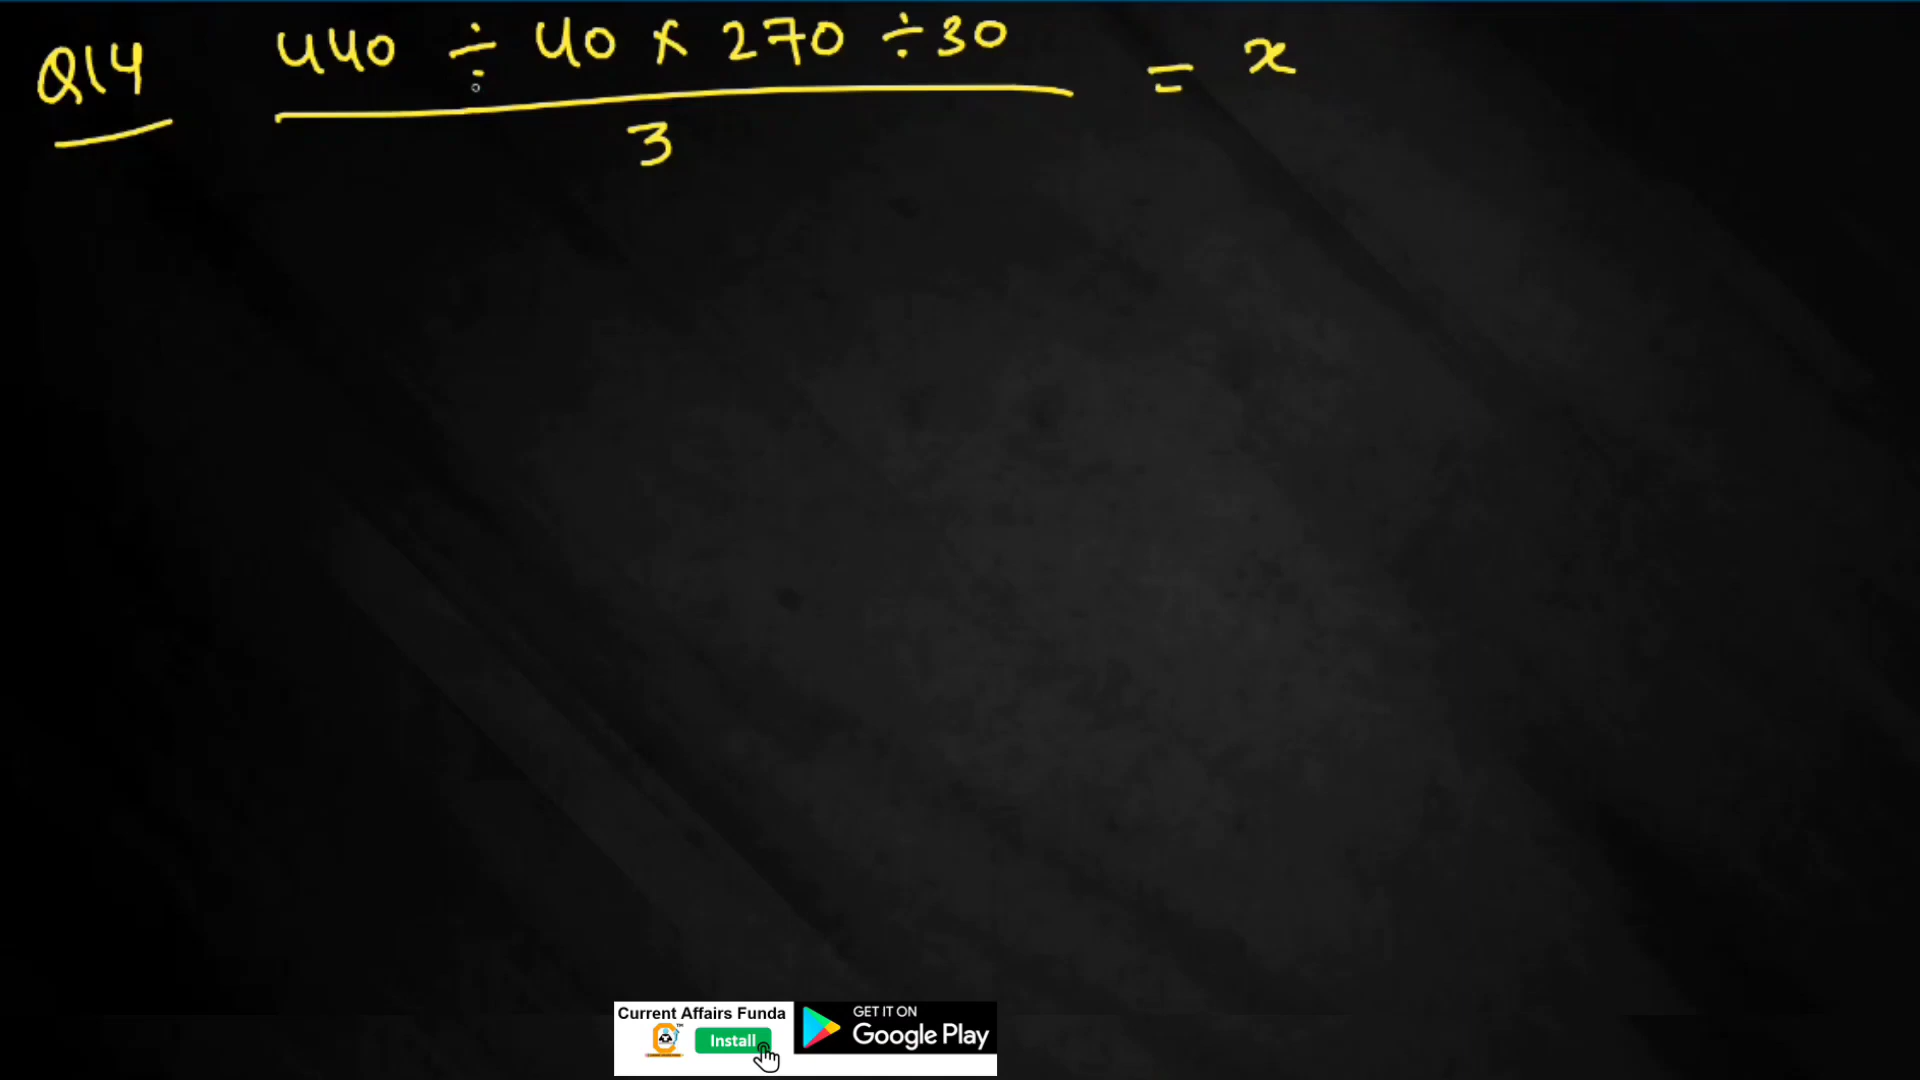 Q14 440 ÷ 40 × 270 ÷ 30 = x
3
Current Affairs Funda
Install
GET IT ON
Google Play